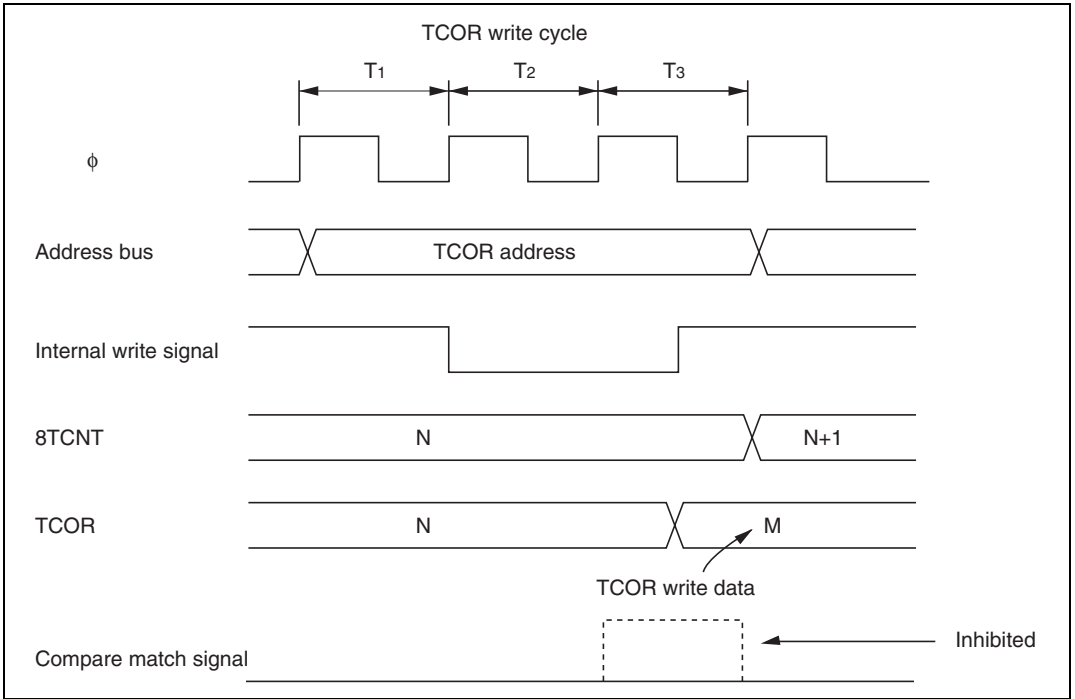 TCOR write cycle
T1 T2 T3
φ
Address bus TCOR address
Internal write signal
8TCNT N N+1
TCOR N M
TCOR write data
Inhibited
Compare match signal